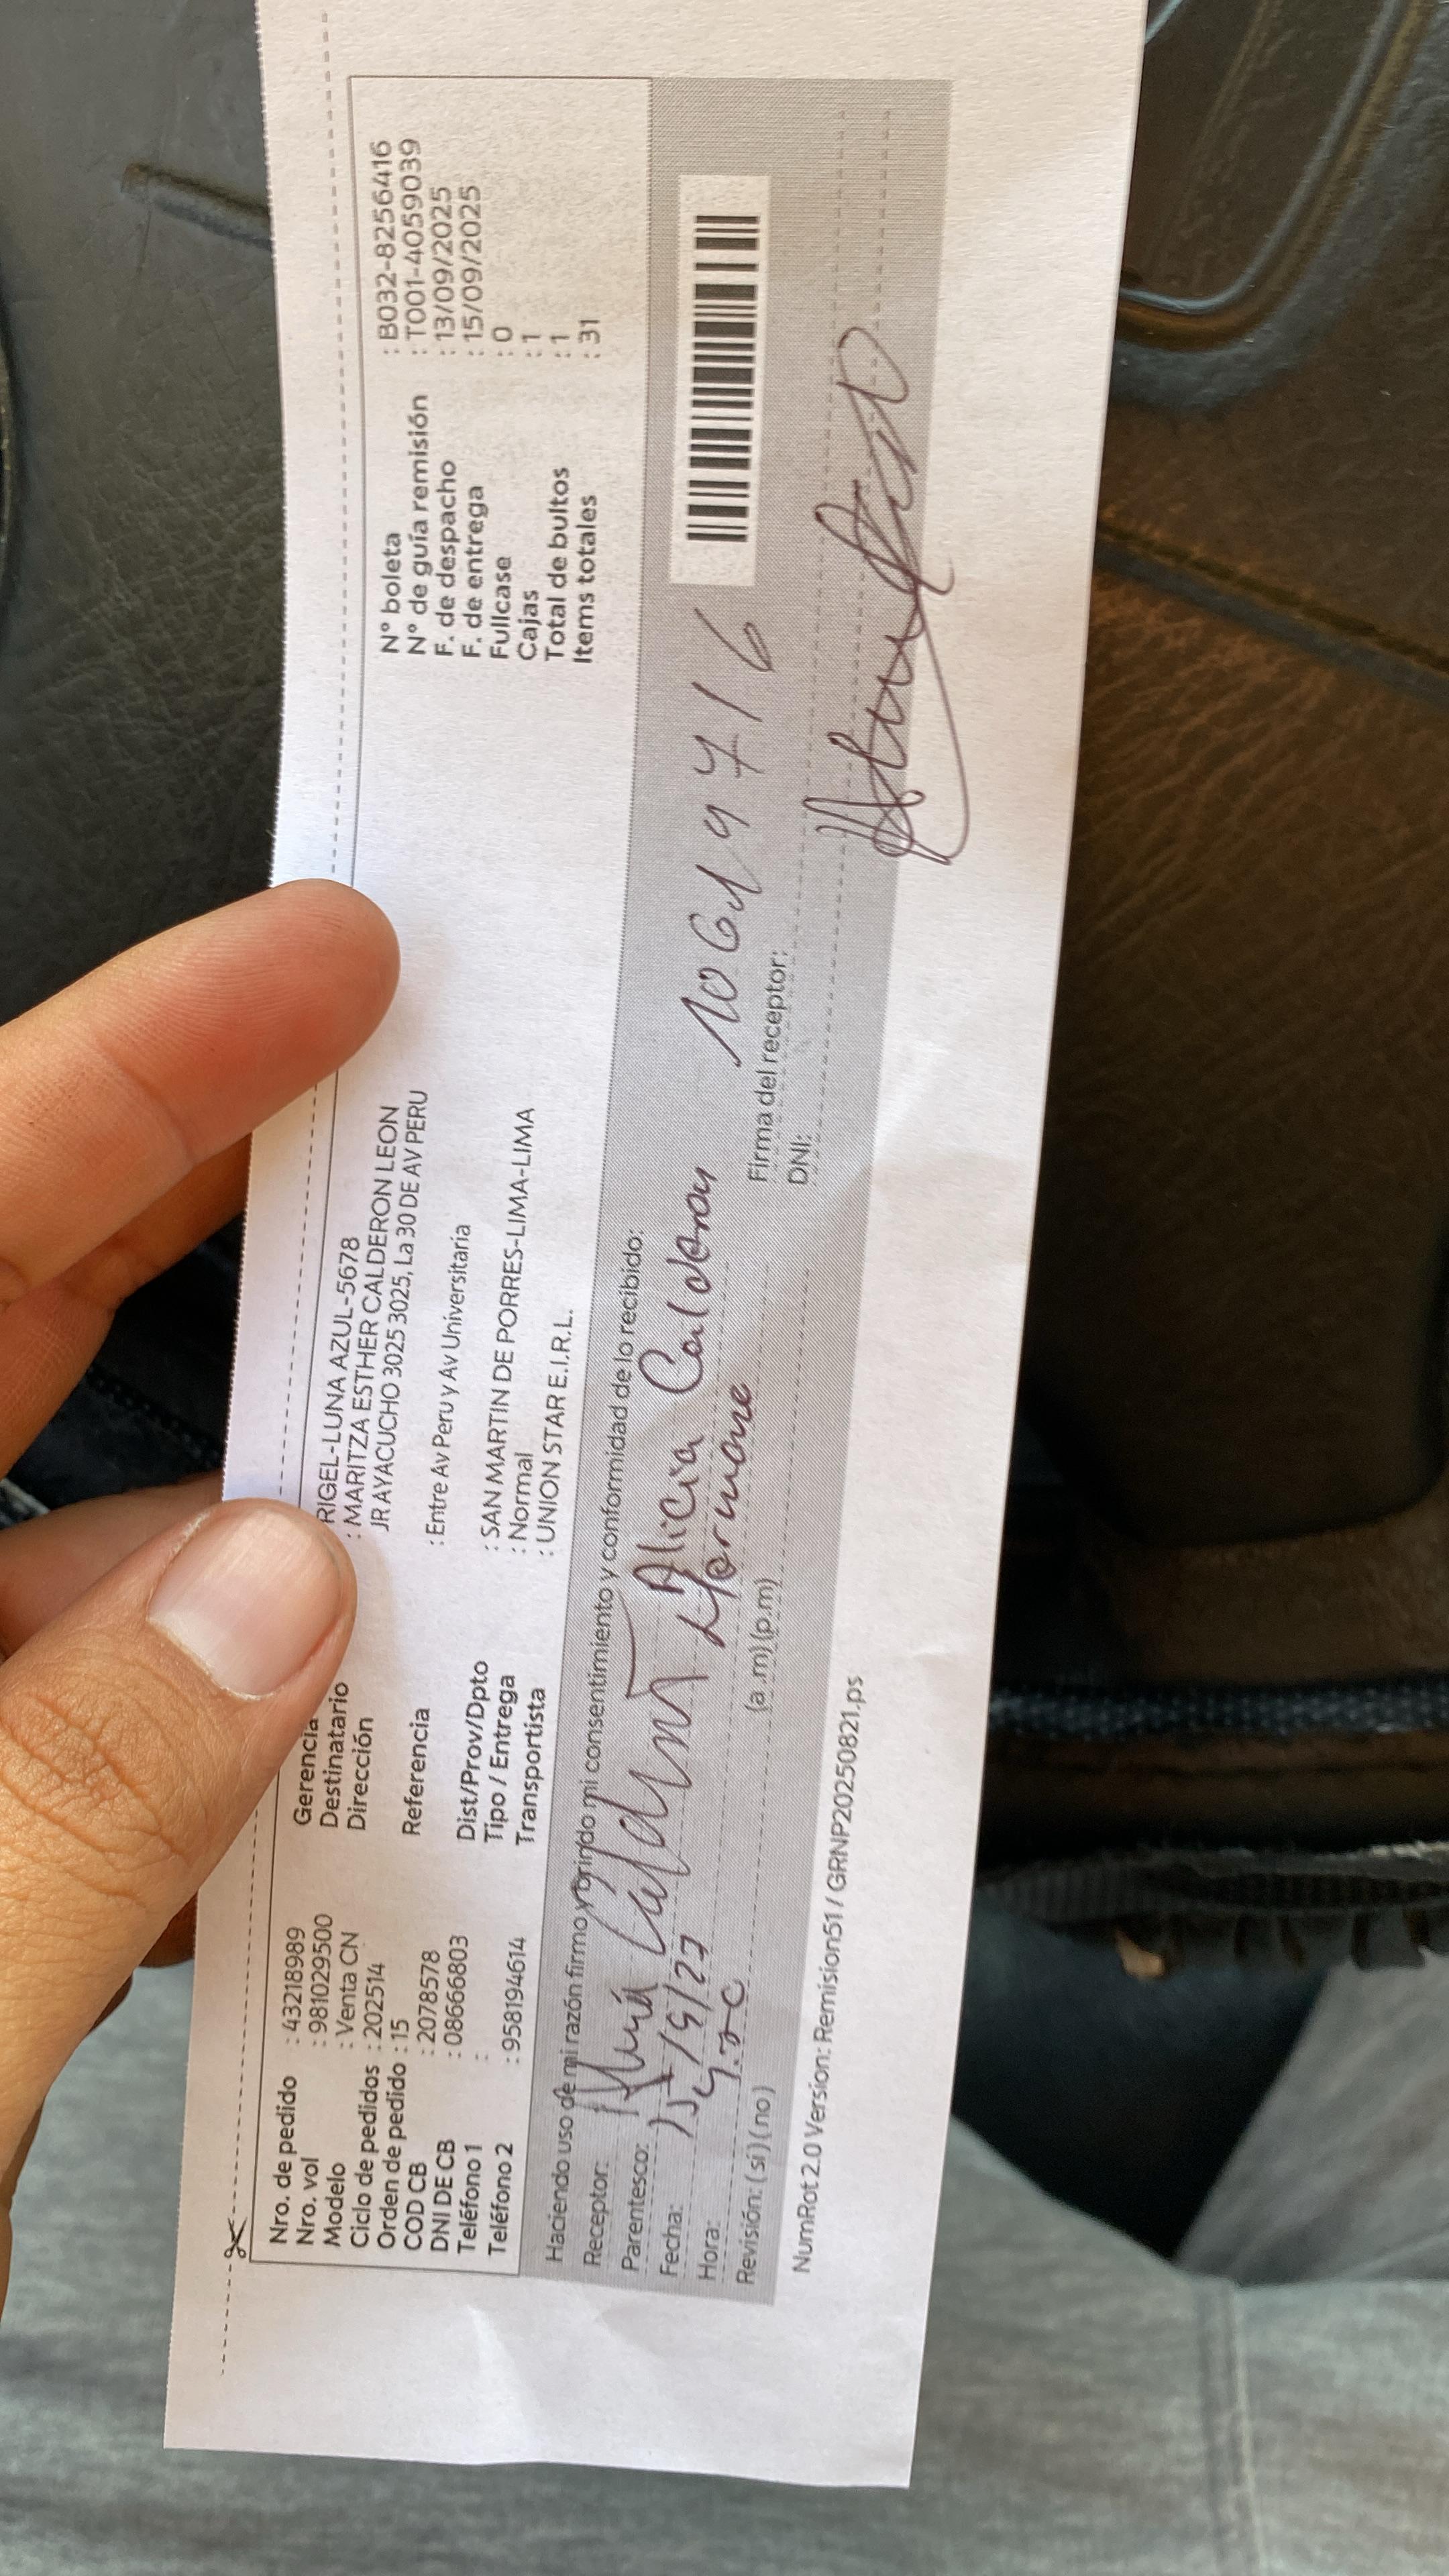 Nro. de pedido : 43218989
Nro. vol : 981029500
Modelo : Venta CN
Ciclo de pedidos : 202514
Orden de pedido : 15
COD CB : 2078578
DNI DE CB : 08666803
Teléfono 1 :
Teléfono 2 : 958194614
Gerencia RIGEL-LUNA AZUL-5678
Destinatario : MARITZA ESTHER CALDERON LEON
Dirección JR AYACUCHO 3025 3025, La 30 DE AV PERU
Referencia : Entre Av Peru y Av Universitaria
Dist/Prov/Dpto : SAN MARTIN DE PORRES-LIMA-LIMA
Tipo / Entrega : Normal
Transportista : UNION STAR E.I.R.L.
N° boleta : B032-8256416
N° de guía remisión : T001-4059039
F. de despacho : 13/09/2025
F. de entrega : 15/09/2025
Fullcase : 0
Cajas : 1
Total de bultos : 1
Items totales : 31
Haciendo uso de mi razón firmo y brindo mi consentimiento y conformidad de lo recibido:
Receptor:
Parentesco: Alicia Calderon
Hermana
Fecha:
Hora: (a .m) (p.m)
Revisión: ( si ) ( no )
Firma del receptor:
DNI:
NumRot 2.0 Version: Remision51 / GRNP20250821.ps